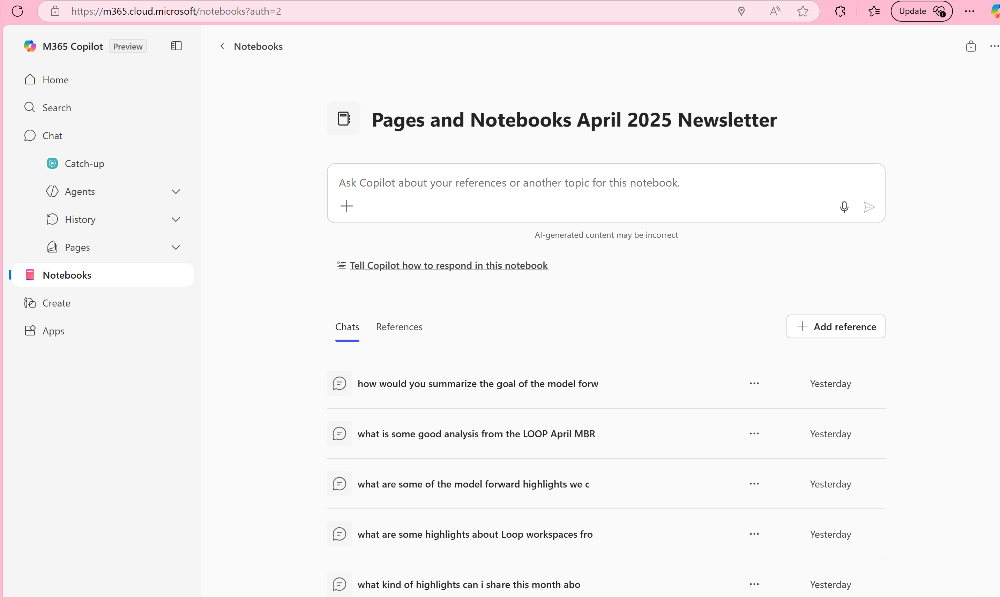 https://m365.cloud.microsoft/notebooks?auth=2
Update
M365 Copilot
Preview
Notebooks
Home
Search
Chat
Catch-up
Agents
History
Pages
Notebooks
Create
Apps
Pages and Notebooks April 2025 Newsletter
Ask Copilot about your references or another topic for this notebook.
AI-generated content may be incorrect
Tell Copilot how to respond in this notebook
Chats
References
Add reference
how would you summarize the goal of the model forw
Yesterday
what is some good analysis from the LOOP April MBR
Yesterday
what are some of the model forward highlights we c
Yesterday
what are some highlights about Loop workspaces fro
Yesterday
what kind of highlights can i share this month abo
Yesterday